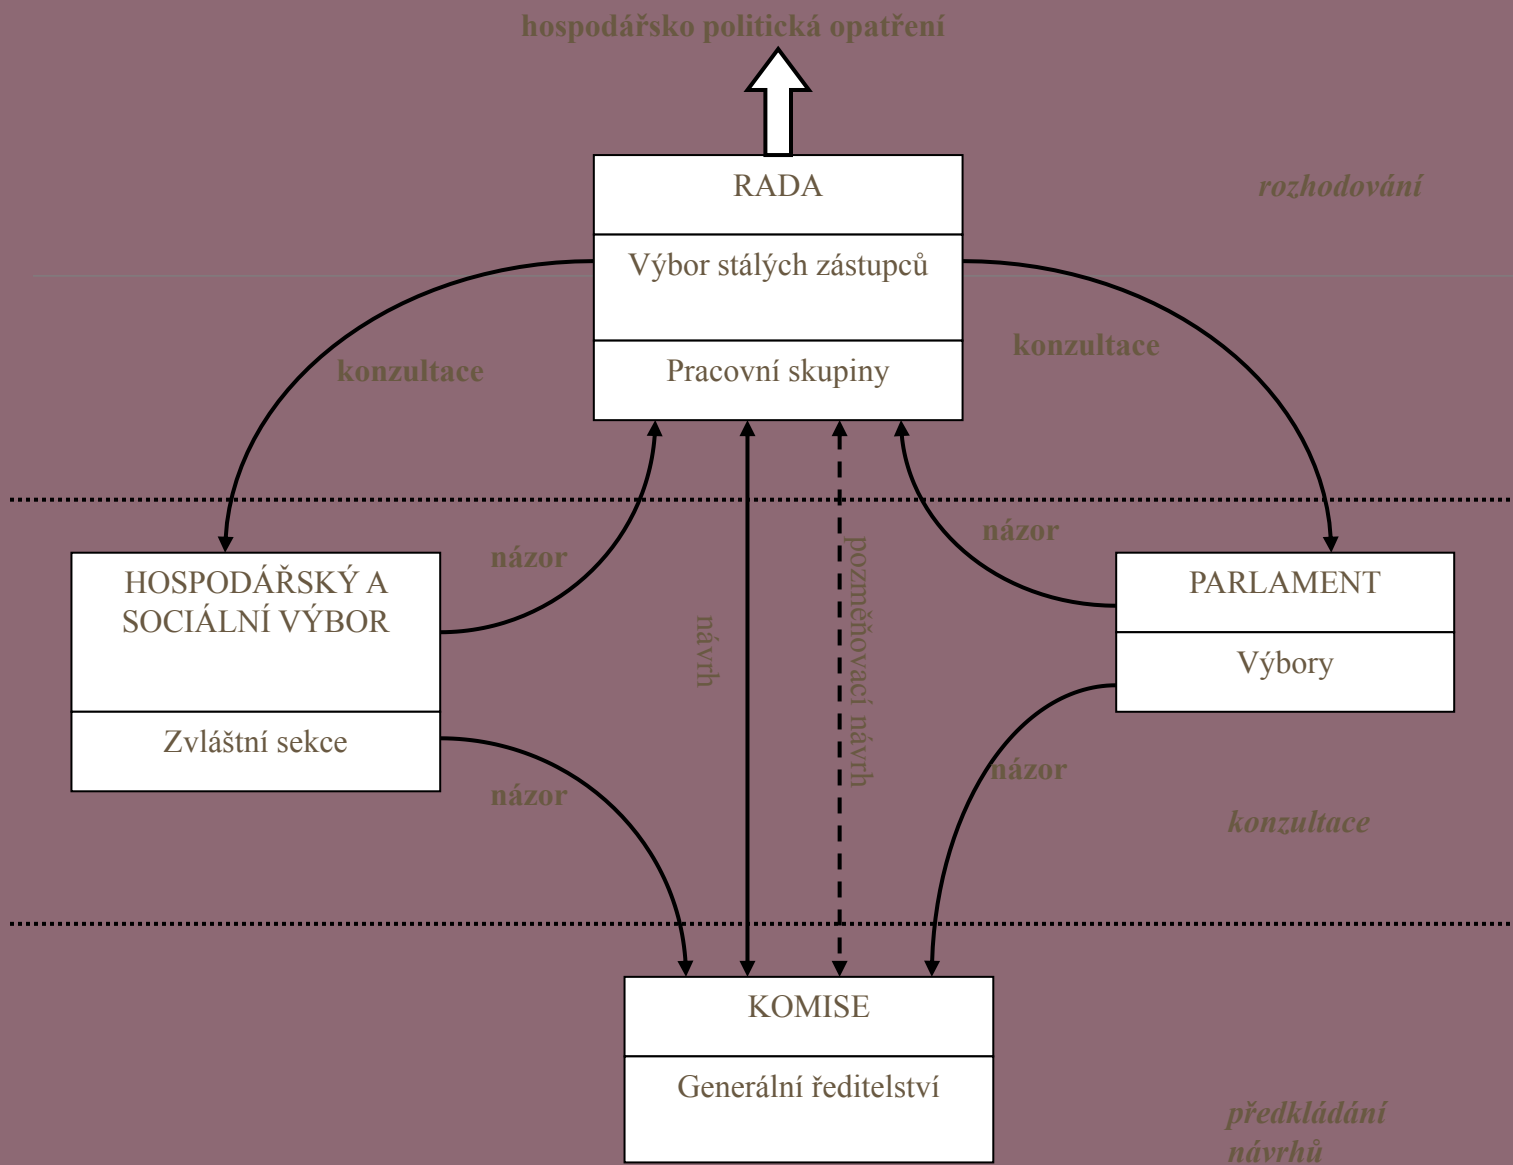 hospodářsko politická opatření
RADA
rozhodování
Výbor stálých zástupců
konzultace
konzultace
Pracovní skupiny
názor
názor
HOSPODÁŘSKÝ A
SOCIÁLNÍ VÝBOR
PARLAMENT
návrh
pozměňovací návrh
Výbory
Zvláštní sekce
názor
názor
konzultace
KOMISE
Generální ředitelství
předkládání
návrhů